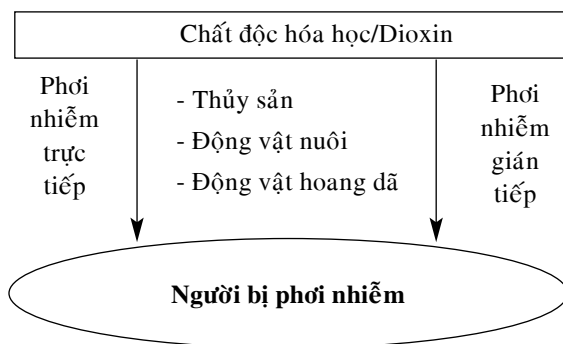 Chất độc hóa học/Dioxin
Phơi
nhiễm
trực
tiếp
- Thủy sản
- Động vật nuôi
- Động vật hoang dã
Phơi
nhiễm
gián
tiếp
Người bị phơi nhiễm